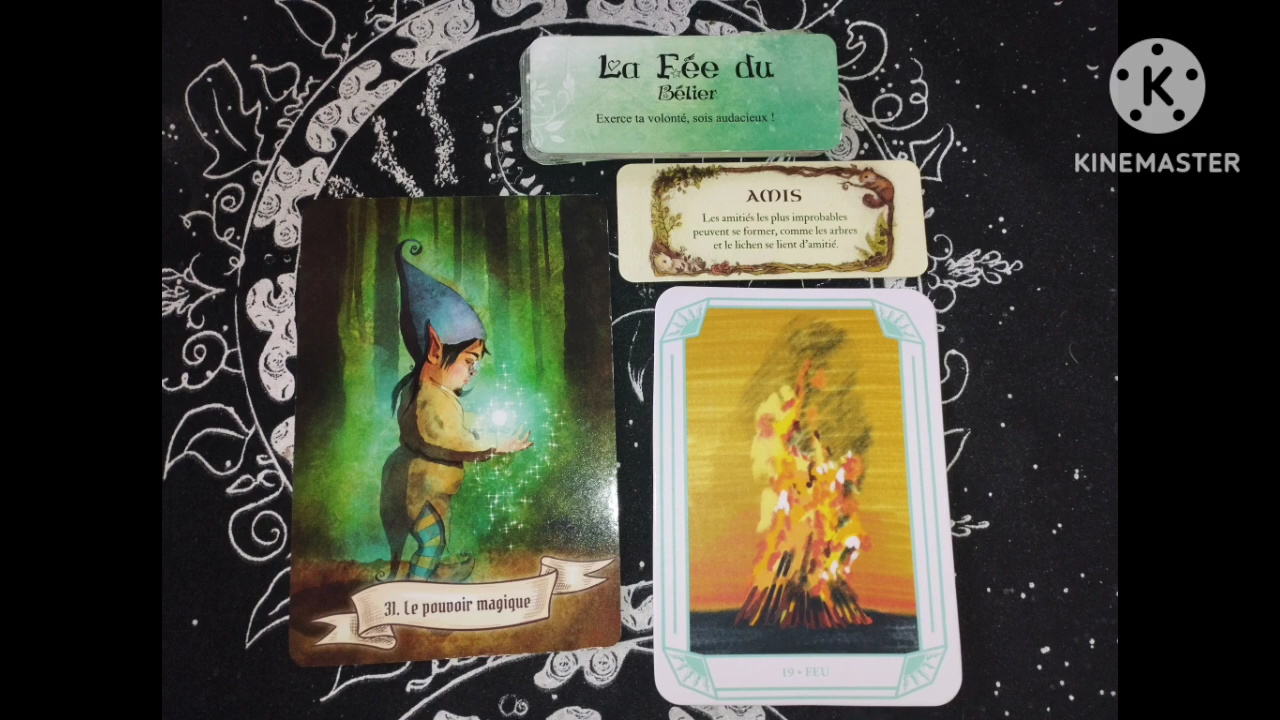 La Fée du
Bélier
Exerce ta volonté, sois audacieux !
AMIS
Les amitiés les plus improbables
peuvent se former, comme les arbres
et le lichen se lient d'amitié.
31. Le pouvoir magique
19 • FEU
K
KINEMASTER